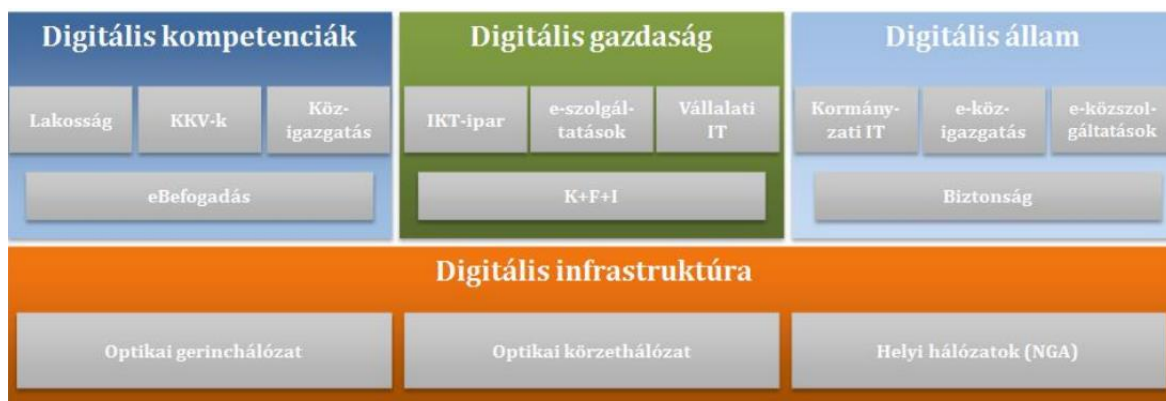 Digitális kompetenciák
Digitális gazdaság
Digitális állam
Lakosság
KKV-k
Köz-
igazgatás
IKT-ipar
e-szolgál-
tatások
Vállalati
IT
Kormány-
zati IT
e-köz-
igazgatás
e-közszol-
gáltatások
eBefogadás
K+F+I
Biztonság
Digitális infrastruktúra
Optikai gerinchálózat
Optikai körzethálózat
Helyi hálózatok (NGA)